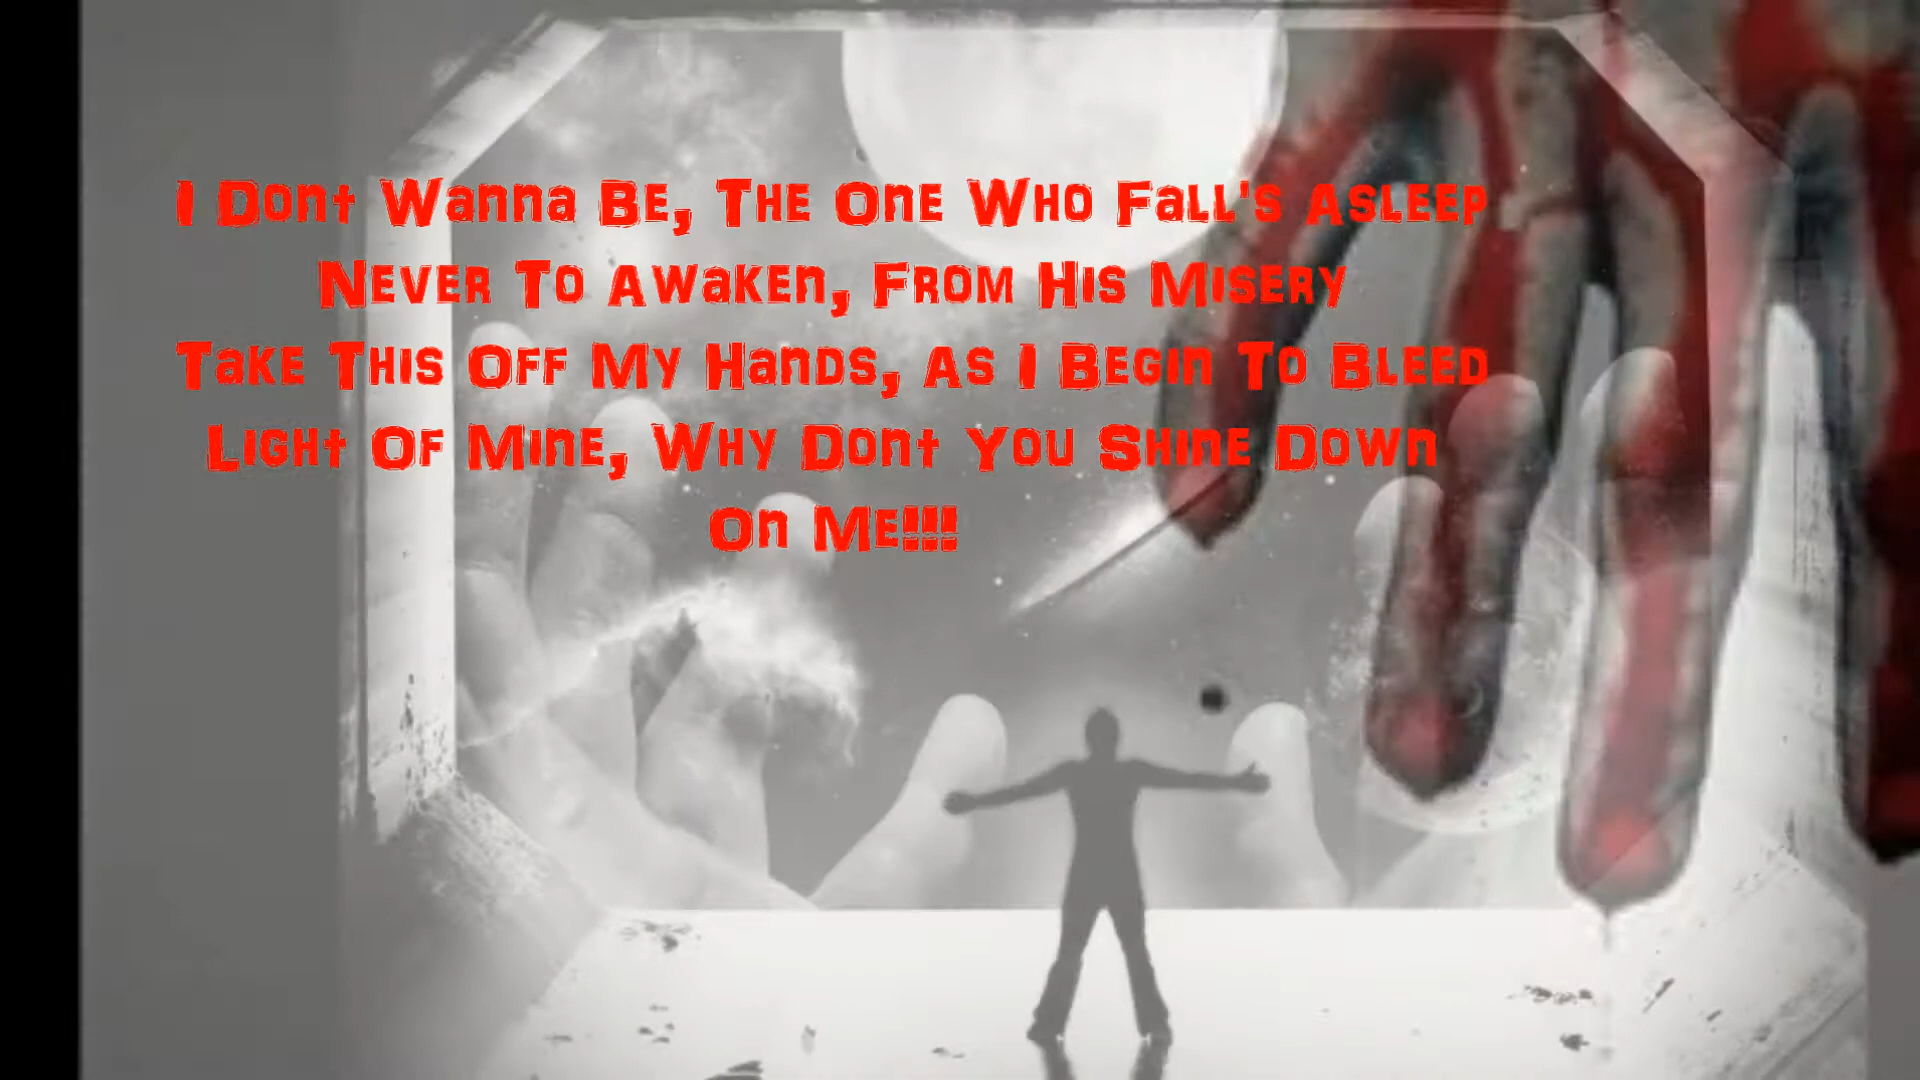 I Dont Wanna Be, The One Who Fall's Asleep
Never To Awaken, From His Misery
Take This Off My Hands, As I Begin To Bleed
Light Of Mine, Why Dont You Shine Down
On Me!!!